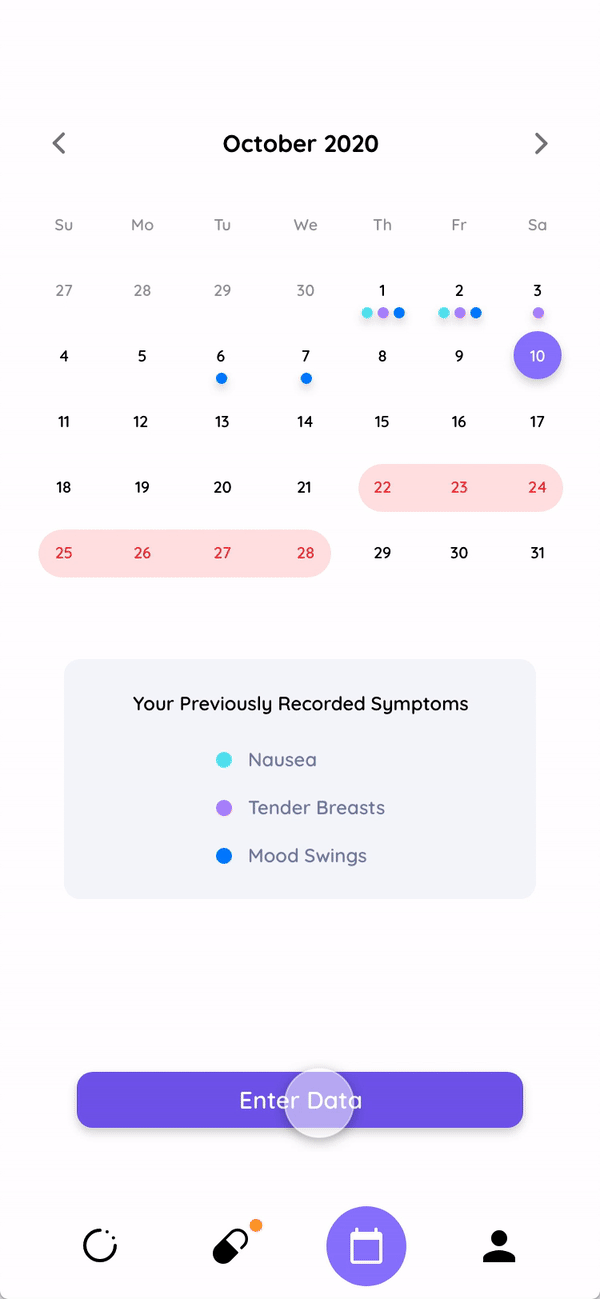 October 2020
Su Mo Tu We Th Fr Sa
27 28 29 30 1 2 3
4 5 6 7 8 9 10
11 12 13 14 15 16 17
18 19 20 21 22 23 24
25 26 27 28 29 30 31
Your Previously Recorded Symptoms
Nausea
Tender Breasts
Mood Swings
Enter Data